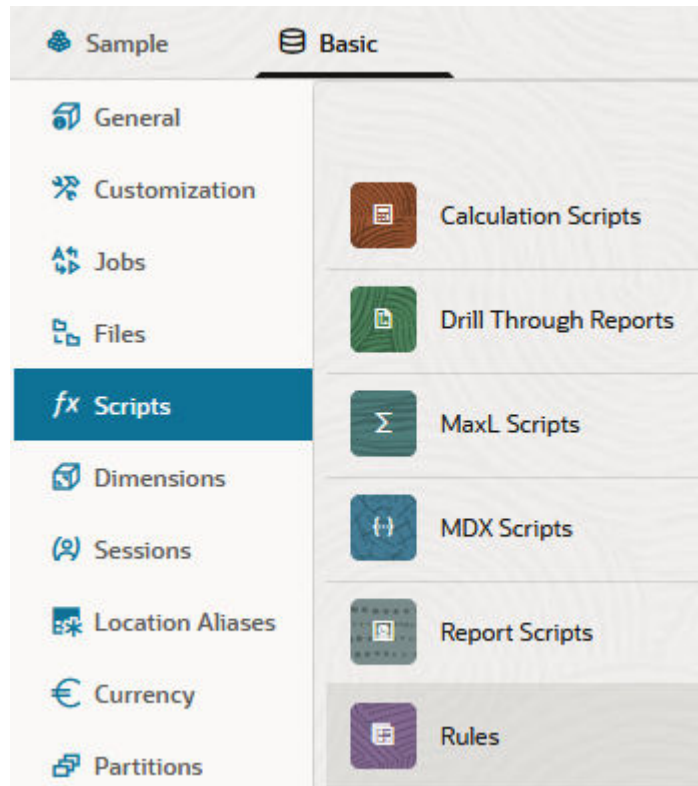 Sample
Basic
General
Customization
Jobs
Files
fx Scripts
Dimensions
Sessions
Location Aliases
Currency
Partitions
Calculation Scripts
Drill Through Reports
MaxL Scripts
MDX Scripts
Report Scripts
Rules